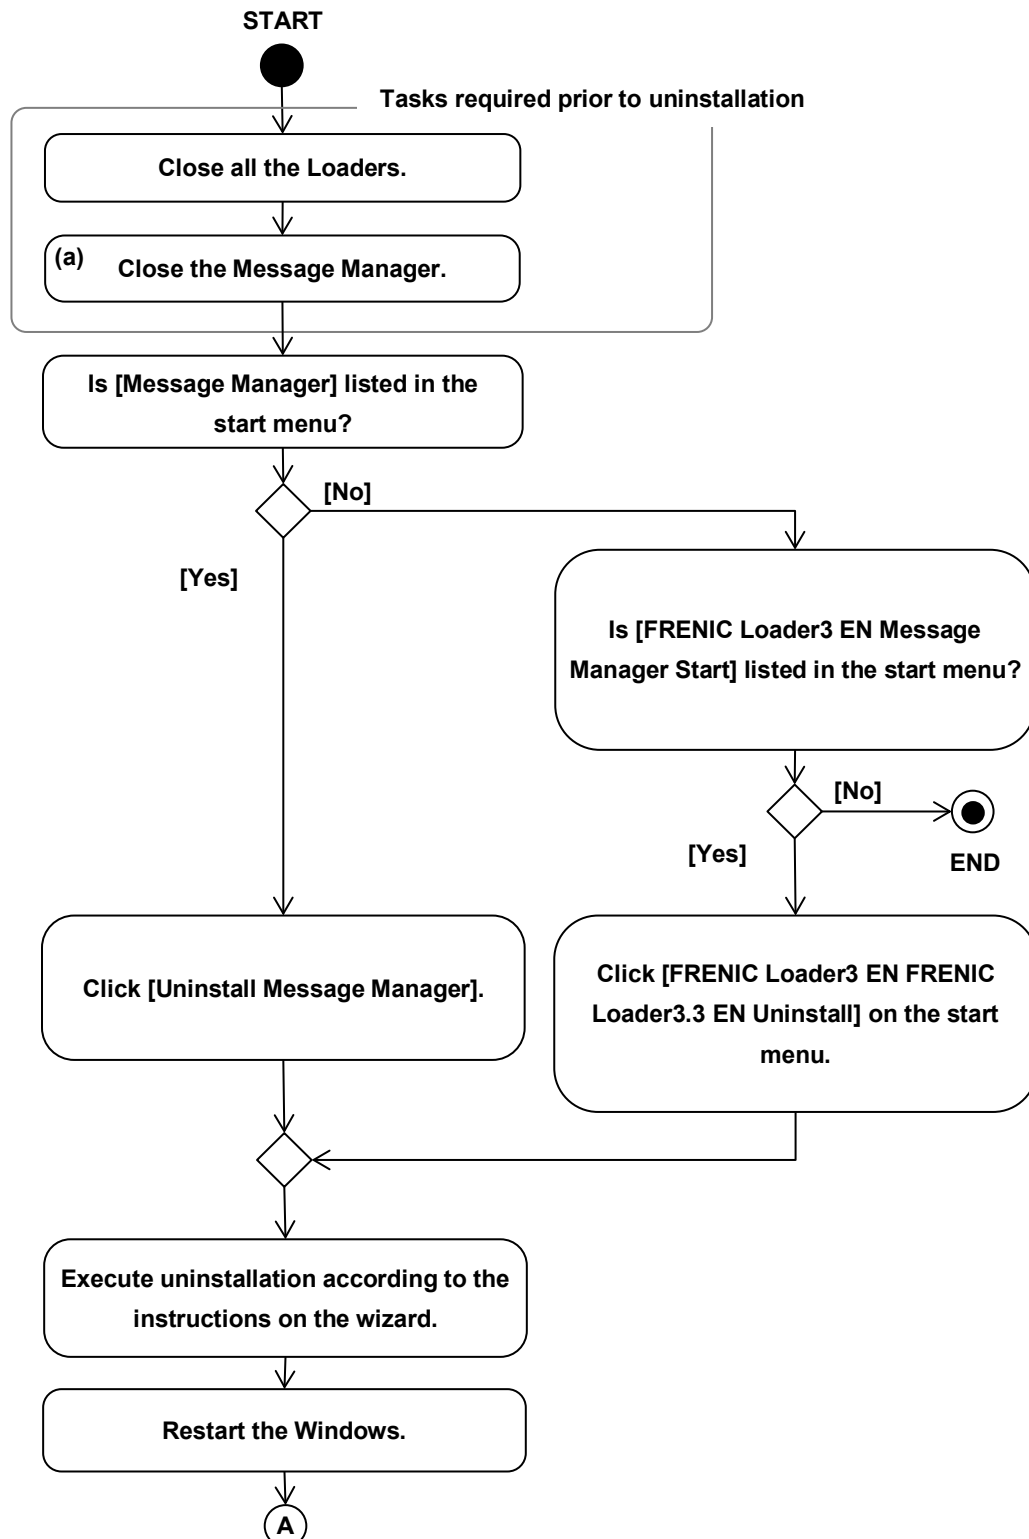 START
Tasks required prior to uninstallation
Close all the Loaders.
(a)
Close the Message Manager.
Is [Message Manager] listed in the
start menu?
[No]
[Yes]
Is [FRENIC Loader3 EN Message
Manager Start] listed in the start menu?
[No]
[Yes]
END
Click [Uninstall Message Manager].
Click [FRENIC Loader3 EN FRENIC
Loader3.3 EN Uninstall] on the start
menu.
Execute uninstallation according to the
instructions on the wizard.
Restart the Windows.
A